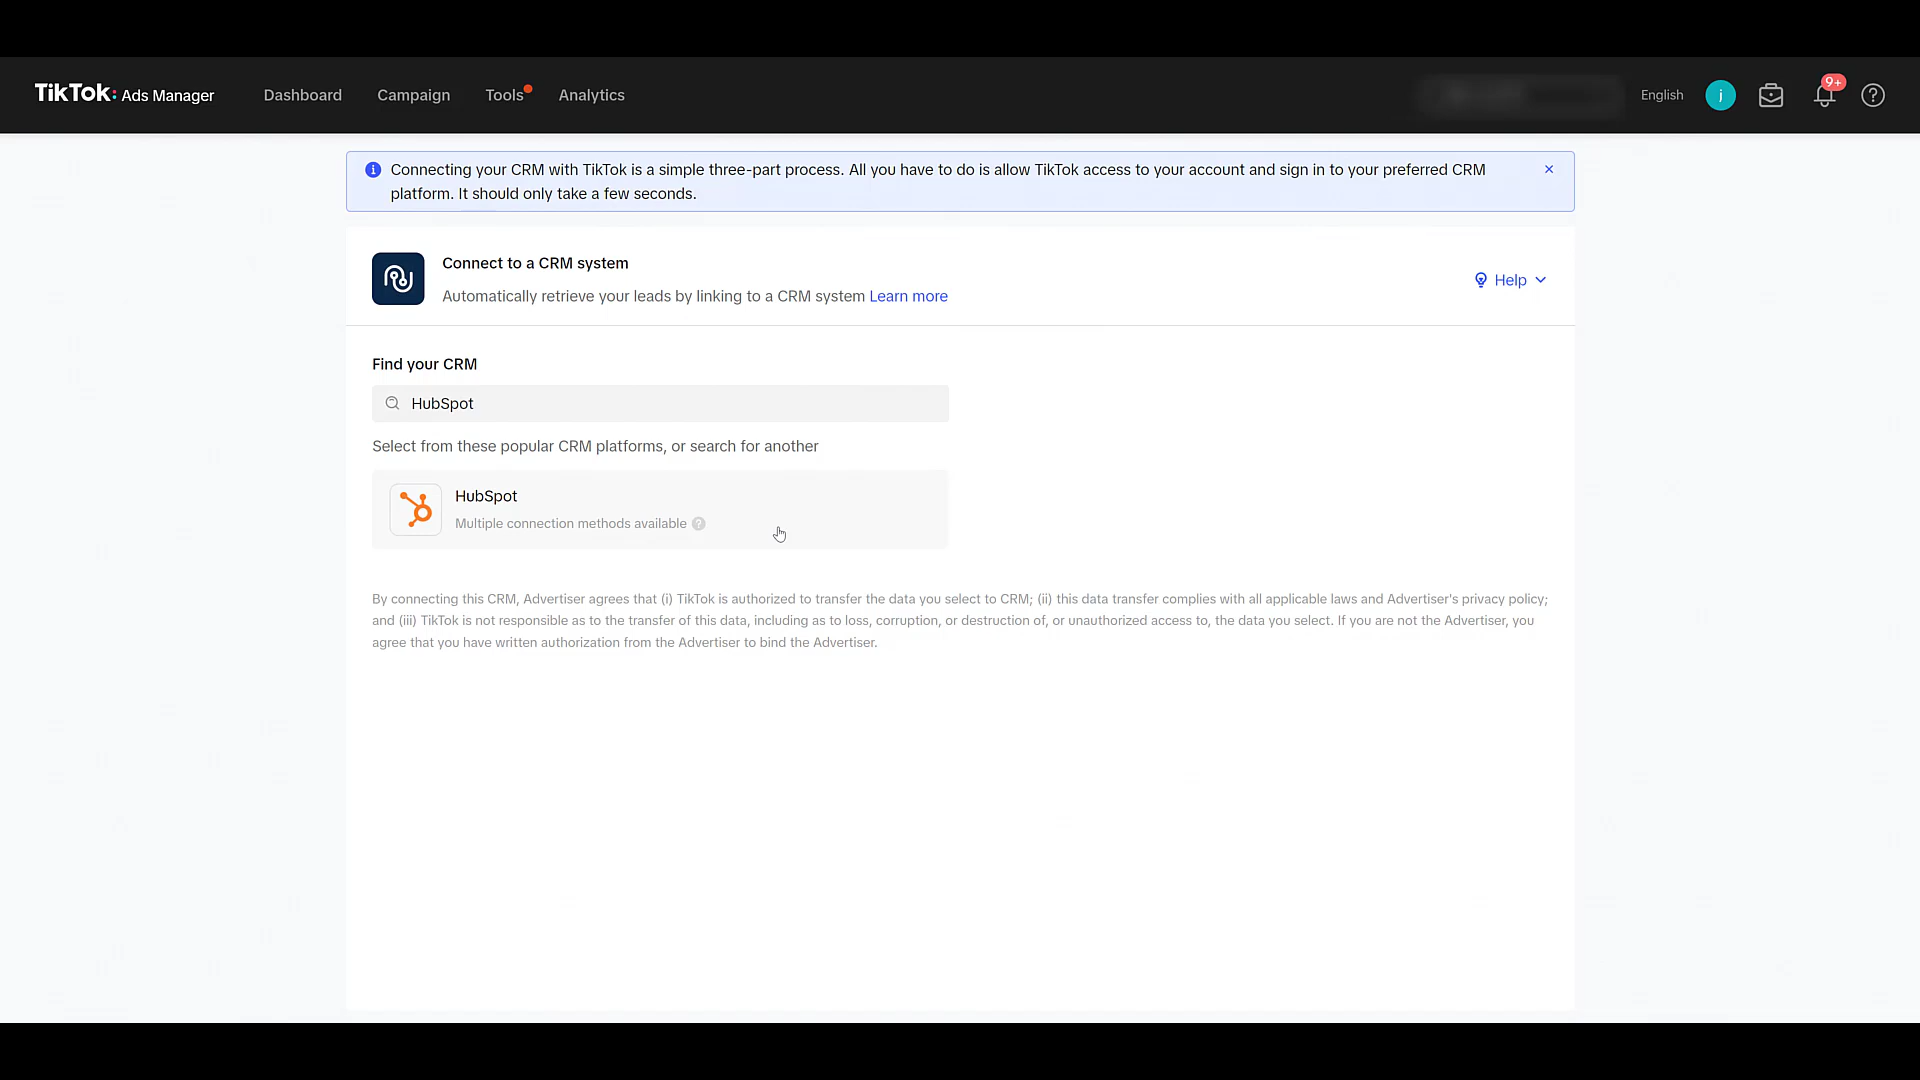 TikTok: Ads Manager
Dashboard
Campaign
Tools
Analytics
English
j
9+
Connecting your CRM with TikTok is a simple three-part process. All you have to do is allow TikTok access to your account and sign in to your preferred CRM
platform. It should only take a few seconds.
Connect to a CRM system
Automatically retrieve your leads by linking to a CRM system Learn more
Help
Find your CRM
HubSpot
Select from these popular CRM platforms, or search for another
HubSpot
Multiple connection methods available
By connecting this CRM, Advertiser agrees that (i) TikTok is authorized to transfer the data you select to CRM; (ii) this data transfer complies with all applicable laws and Advertiser's privacy policy;
and (iii) TikTok is not responsible as to the transfer of this data, including as to loss, corruption, or destruction of, or unauthorized access to, the data you select. If you are not the Advertiser, you
agree that you have written authorization from the Advertiser to bind the Advertiser.